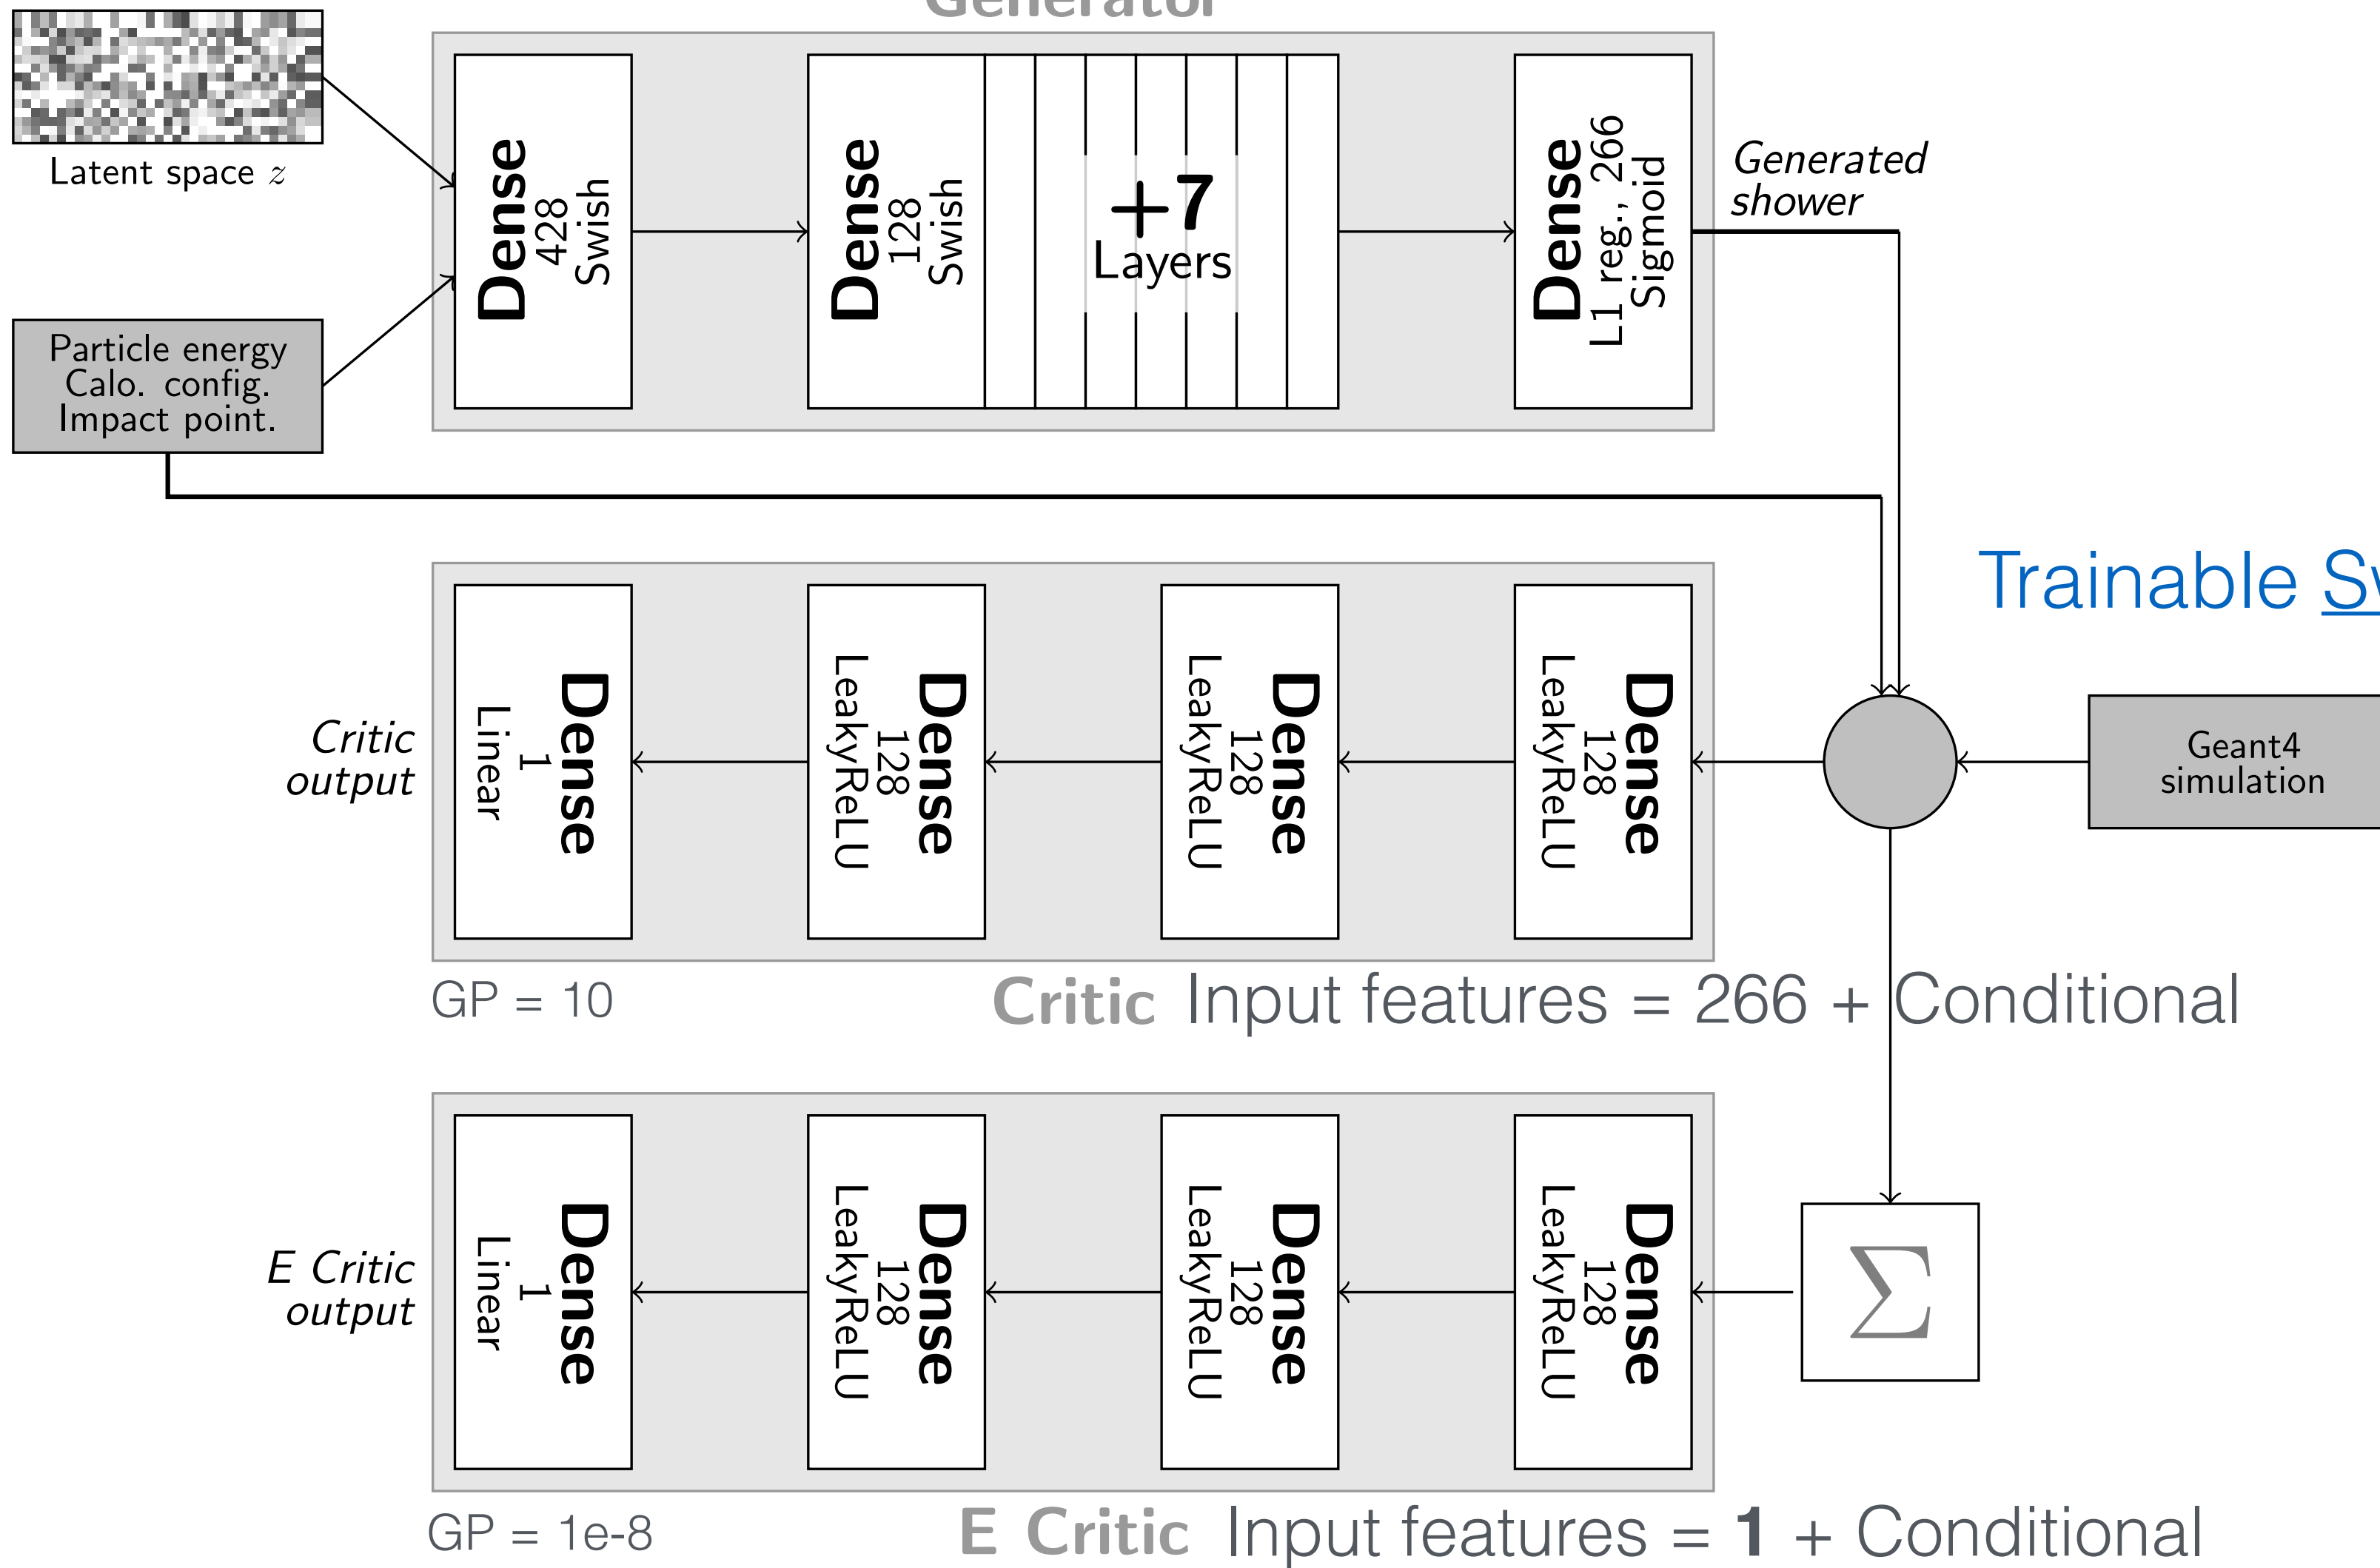 Generator
Latent space z
Particle energy
Calo. config.
Impact point.
Dense
428
Swish
Dense
128
Swish
+7
Layers
Dense
L1 reg., 266
Sigmoid
Generated
shower
Trainable
Critic
output
Dense
1
Linear
Dense
128
LeakyReLU
Dense
128
LeakyReLU
Dense
128
LeakyReLU
Geant4
simulation
GP = 10
Critic Input features = 266 + Conditional
E Critic
output
Dense
1
Linear
Dense
128
LeakyReLU
Dense
128
LeakyReLU
Dense
128
LeakyReLU
Σ
GP = 1e-8
E Critic Input features = 1 + Conditional